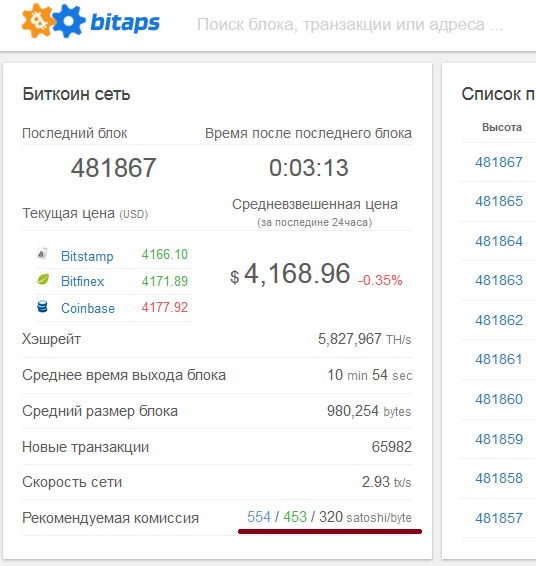 bitaps
Поиск блока, транзакции или адреса ...
Биткоин сеть
Последний блок
Время после последнего блока
481867
0:03:13
Текущая цена (USD)
Средневзвешенная цена
(за последние 24часа)
Bitstamp 4166.10
Bitfinex 4171.89
Coinbase 4177.92
$ 4,168.96 -0.35%
Хэшрейт 5,827,967 TH/s
Среднее время выхода блока 10 min 54 sec
Средний размер блока 980,254 bytes
Новые транзакции 65982
Скорость сети 2.93 tx/s
Рекомендуемая комиссия 554 / 453 / 320 satoshi/byte
Список п
Высота
481867
481865
481864
481863
481862
481861
481860
481859
481858
481857